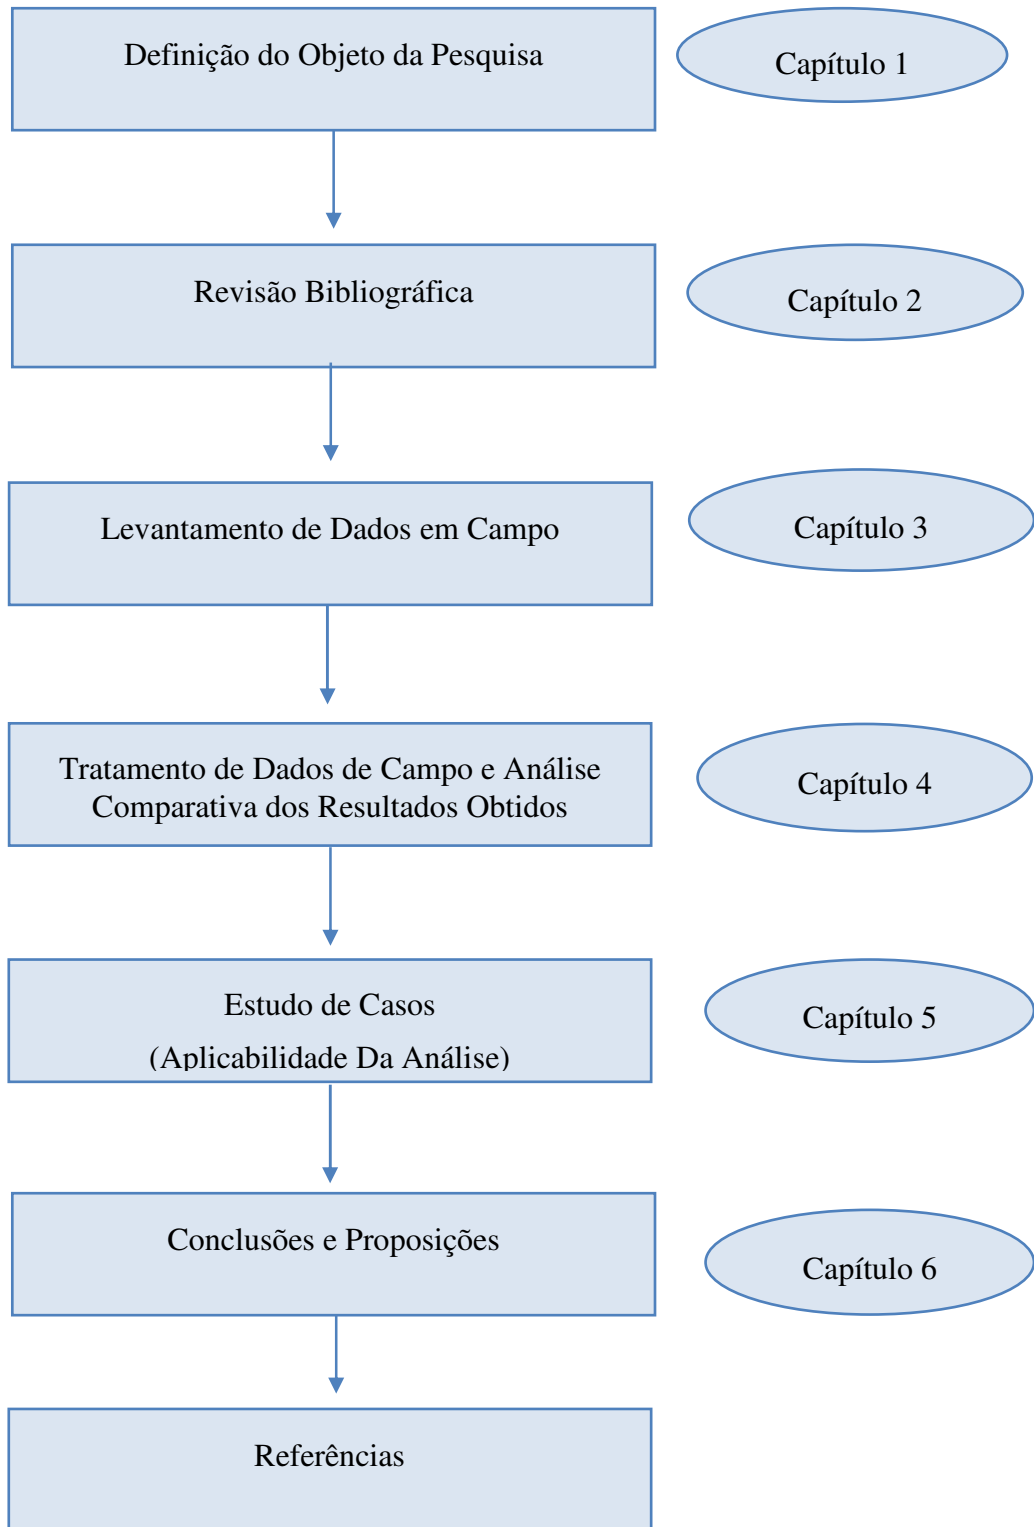 Definição do Objeto da Pesquisa
Capítulo 1
Revisão Bibliográfica
Capítulo 2
Levantamento de Dados em Campo
Capítulo 3
Tratamento de Dados de Campo e Análise
Comparativa dos Resultados Obtidos
Capítulo 4
Estudo de Casos
(Aplicabilidade Da Análise)
Capítulo 5
Conclusões e Proposições
Capítulo 6
Referências